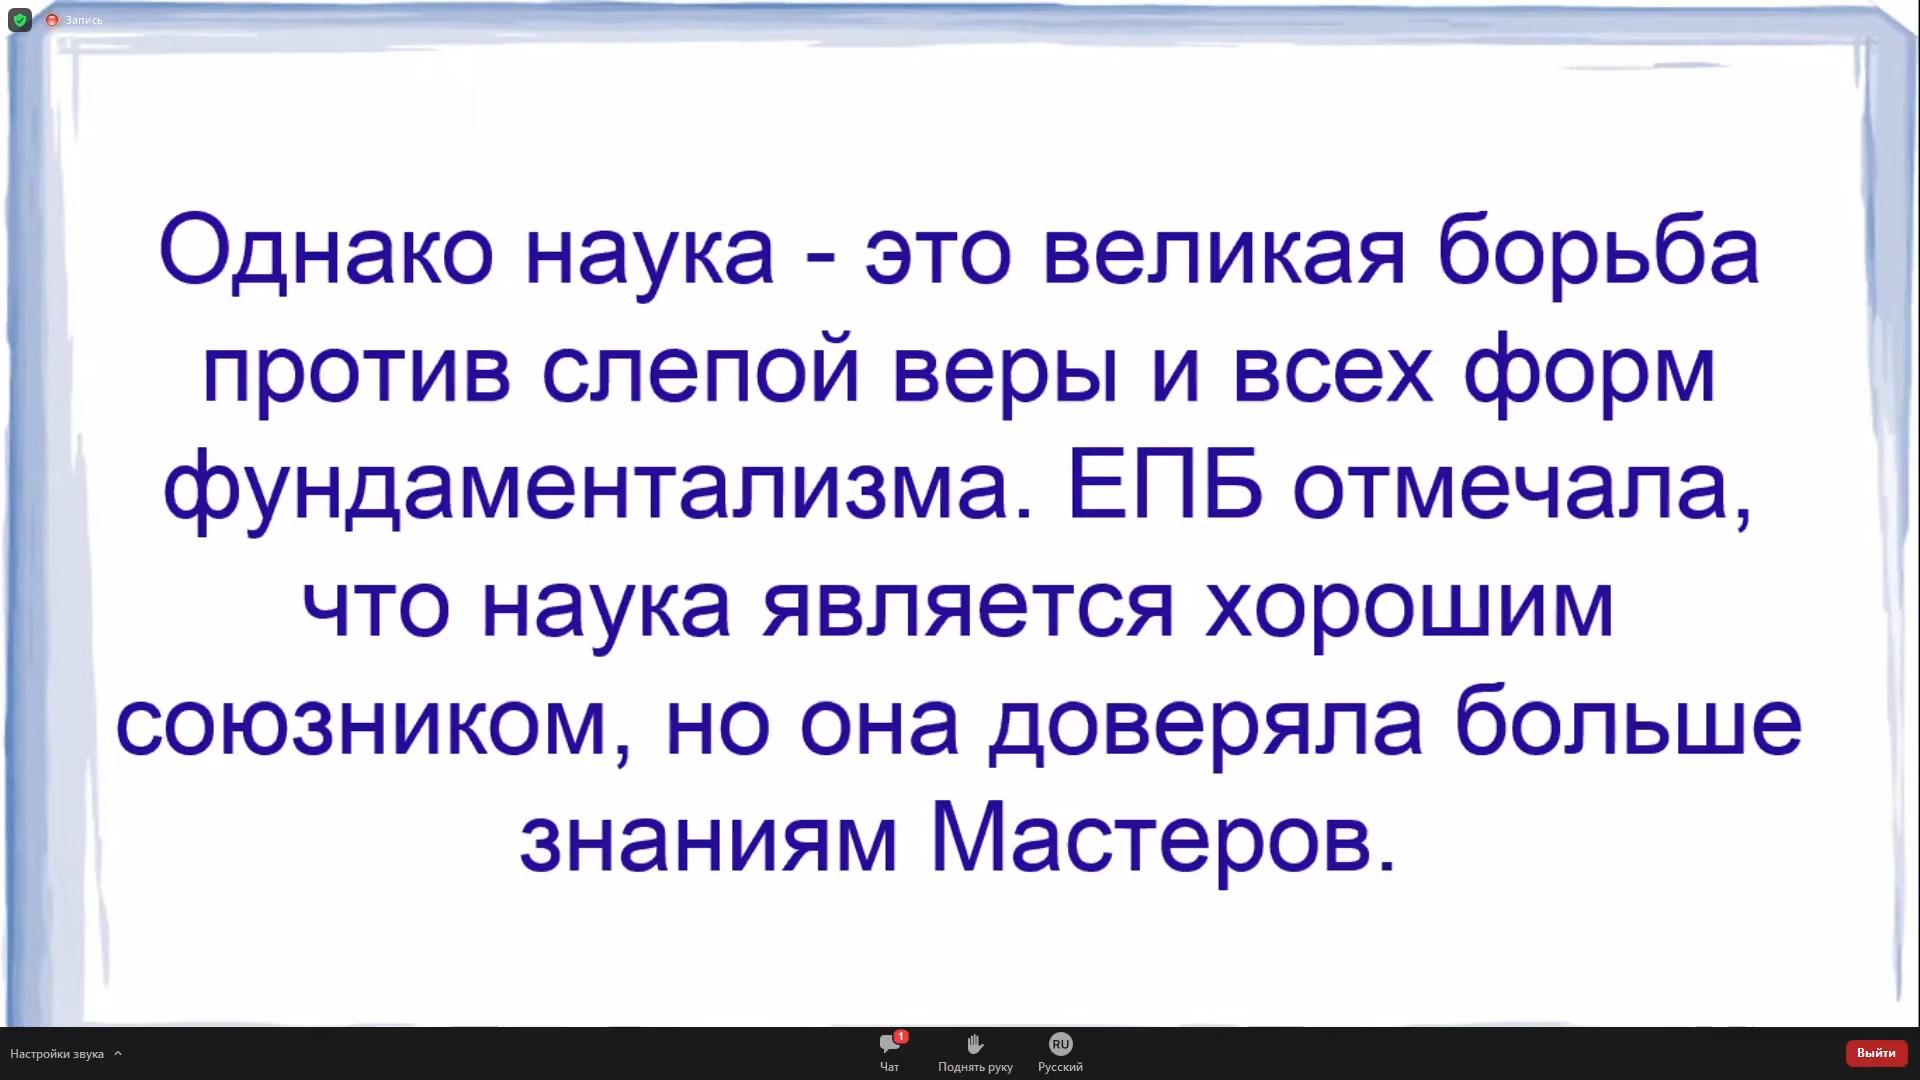 Запись
Однако наука - это великая борьба
против слепой веры и всех форм
фундаментализма. ЕПБ отмечала,
что наука является хорошим
союзником, но она доверяла больше
знаниям Мастеров.
Настройки звука
1
Чат
Поднять руку
RU
Русский
Выйти